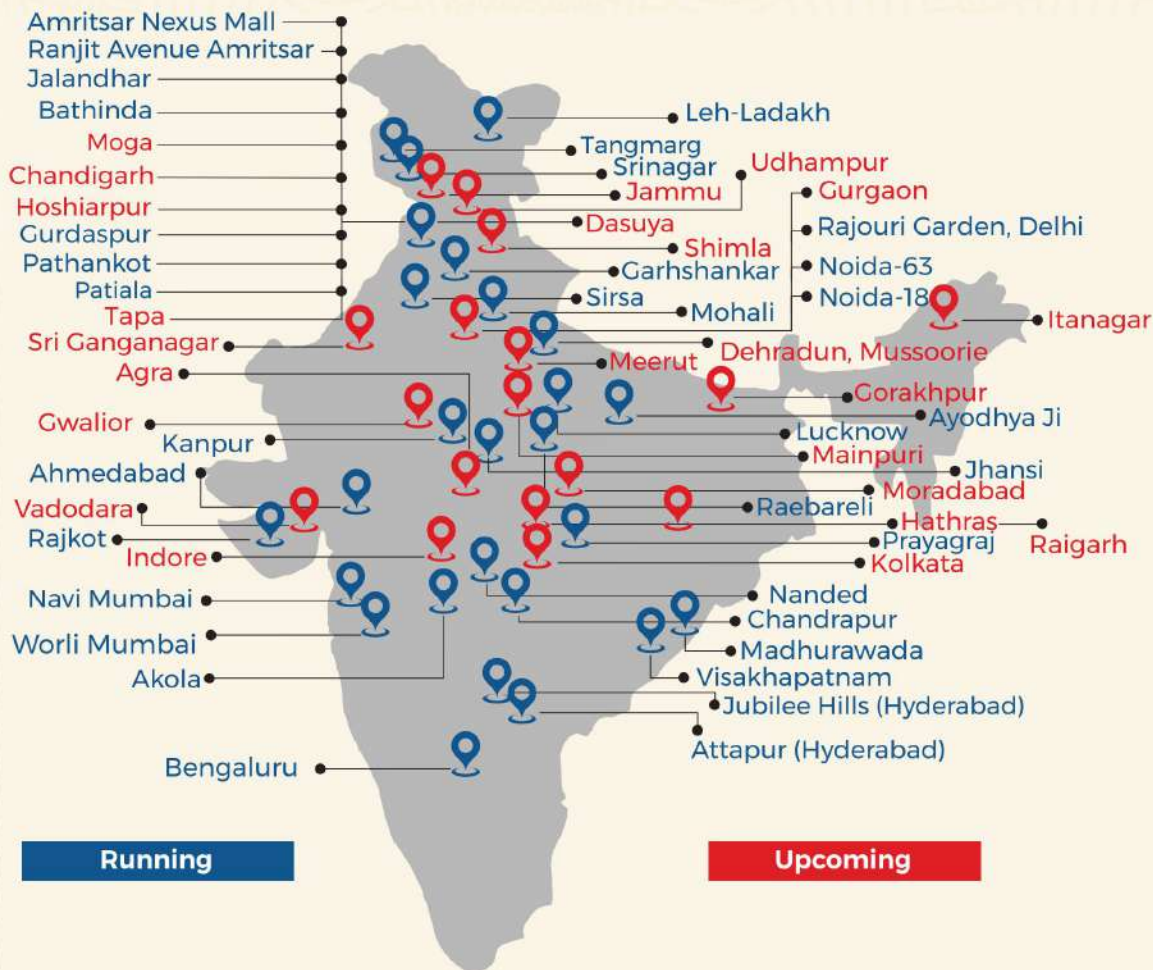 Amritsar Nexus Mall
Ranjit Avenue Amritsar
Jalandhar
Bathinda
Moga
Chandigarh
Hoshiarpur
Gurdaspur
Pathankot
Patiala
Tapa
Sri Ganganagar
Agra
Gwalior
Kanpur
Ahmedabad
Vadodara
Rajkot
Indore
Navi Mumbai
Worli Mumbai
Akola
Bengaluru
Leh-Ladakh
Tangmarg
Srinagar
Udhampur
Jammu
Gurgaon
Dasuya
Rajouri Garden, Delhi
Shimla
Garhshankar
Noida-63
Sirsa
Noida-18
Mohali
Itanagar
Dehradun, Mussoorie
Meerut
Gorakhpur
Ayodhya Ji
Lucknow
Mainpuri
Jhansi
Moradabad
Raebareli
Hathras
Prayagraj
Raigarh
Kolkata
Nanded
Chandrapur
Madhurawada
Visakhapatnam
Jubilee Hills (Hyderabad)
Attapur (Hyderabad)
Running
Upcoming